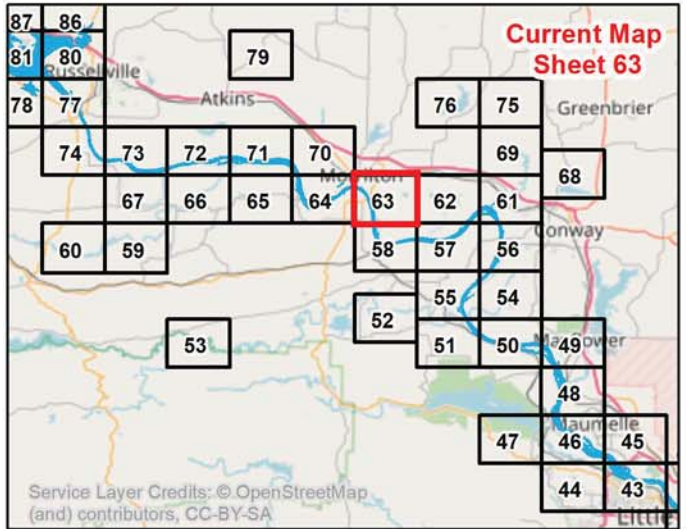 87 86
Current Map
Sheet 63
81 80 79
Russellville
Atkins
78 77 76 75
Greenbrier
74 73 72 71 70 69
68
67 66 65 64 63 62 61
Conway
60 59 58 57 56
55 54
53 52 51 50 49
48
Maumelle
47 46 45
44 43
Little
Service Layer Credits: © OpenStreetMap
(and) contributors, CC-BY-SA